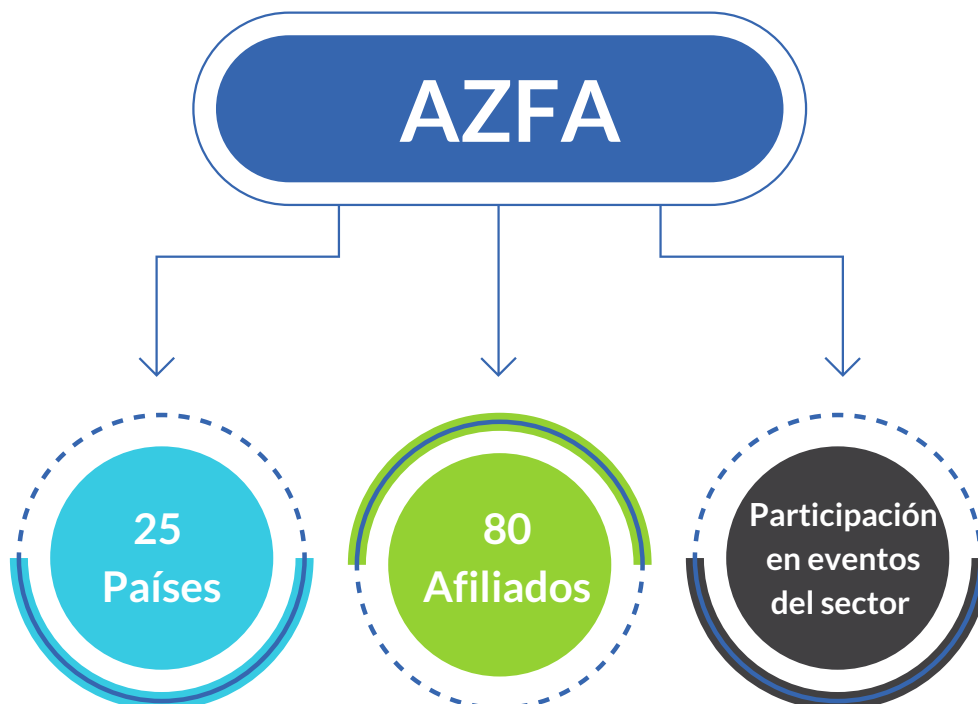 AZFA
25
Países
80
Afiliados
Participación
en eventos
del sector